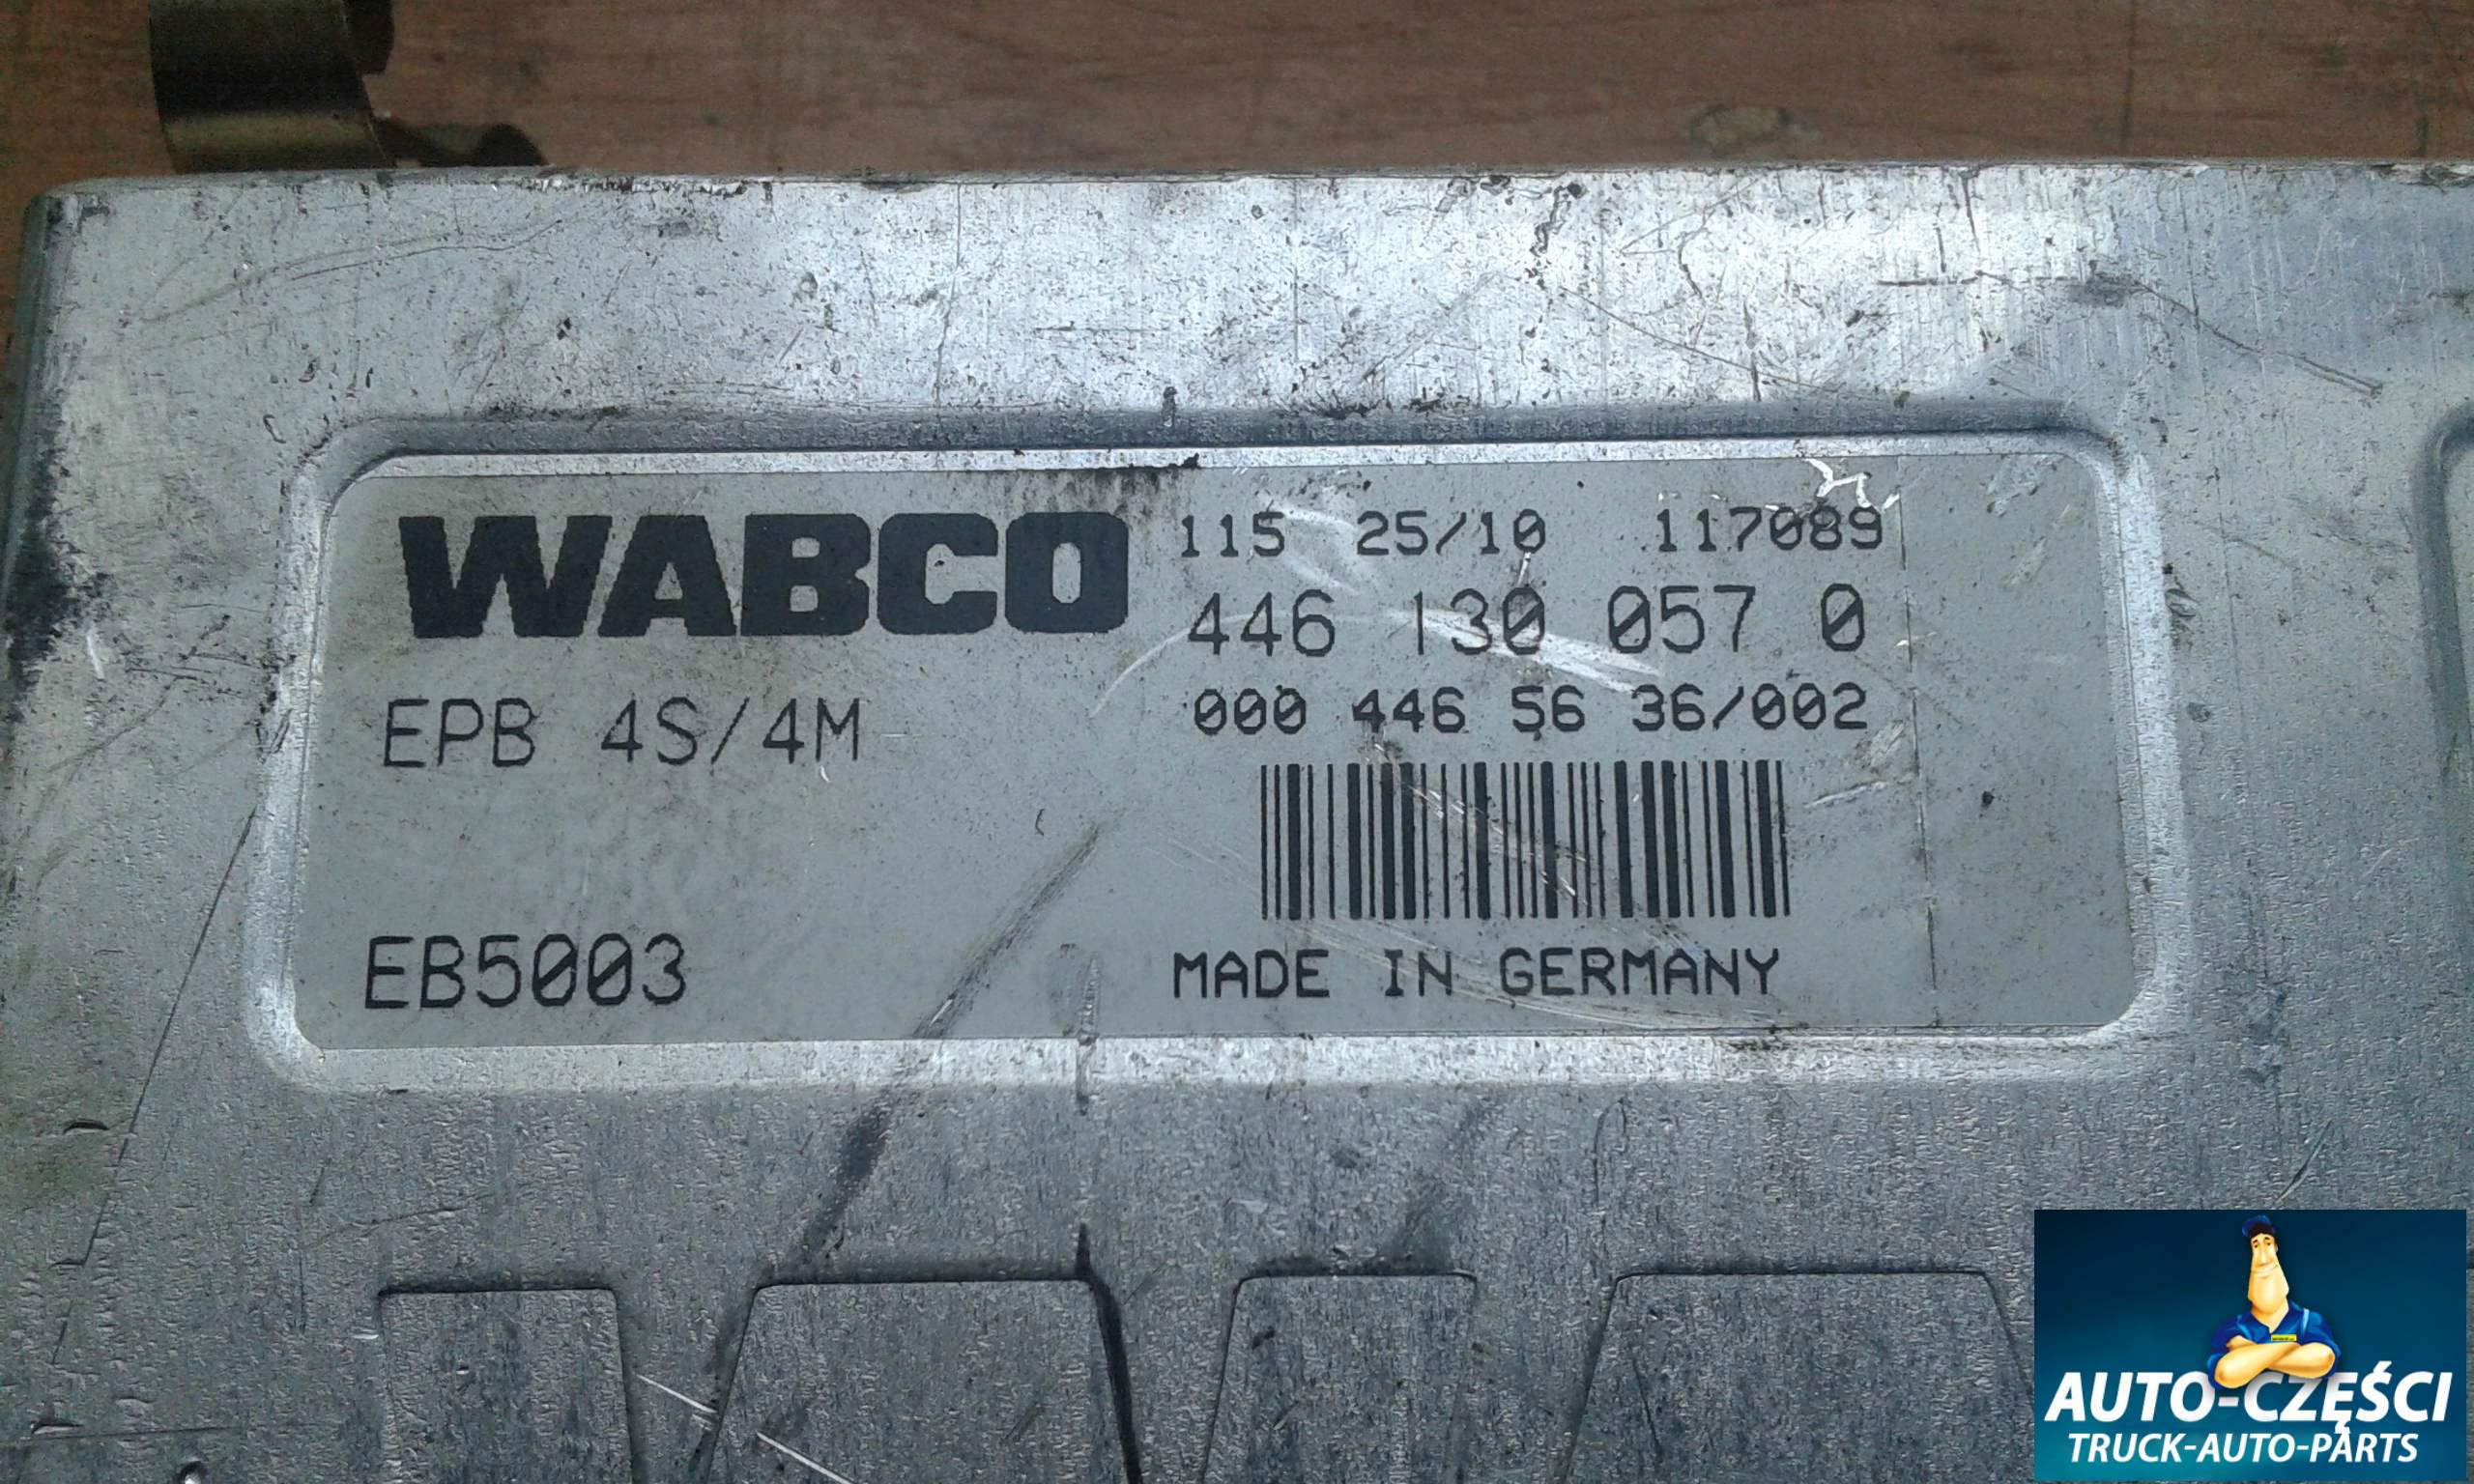 WABCO
115 25/10 117089
446 130 057 0
EPB 4S/4M
000 446 56 36/002
EB5003
MADE IN GERMANY
AUTO-CZĘŚCI
TRUCK-AUTO-PARTS